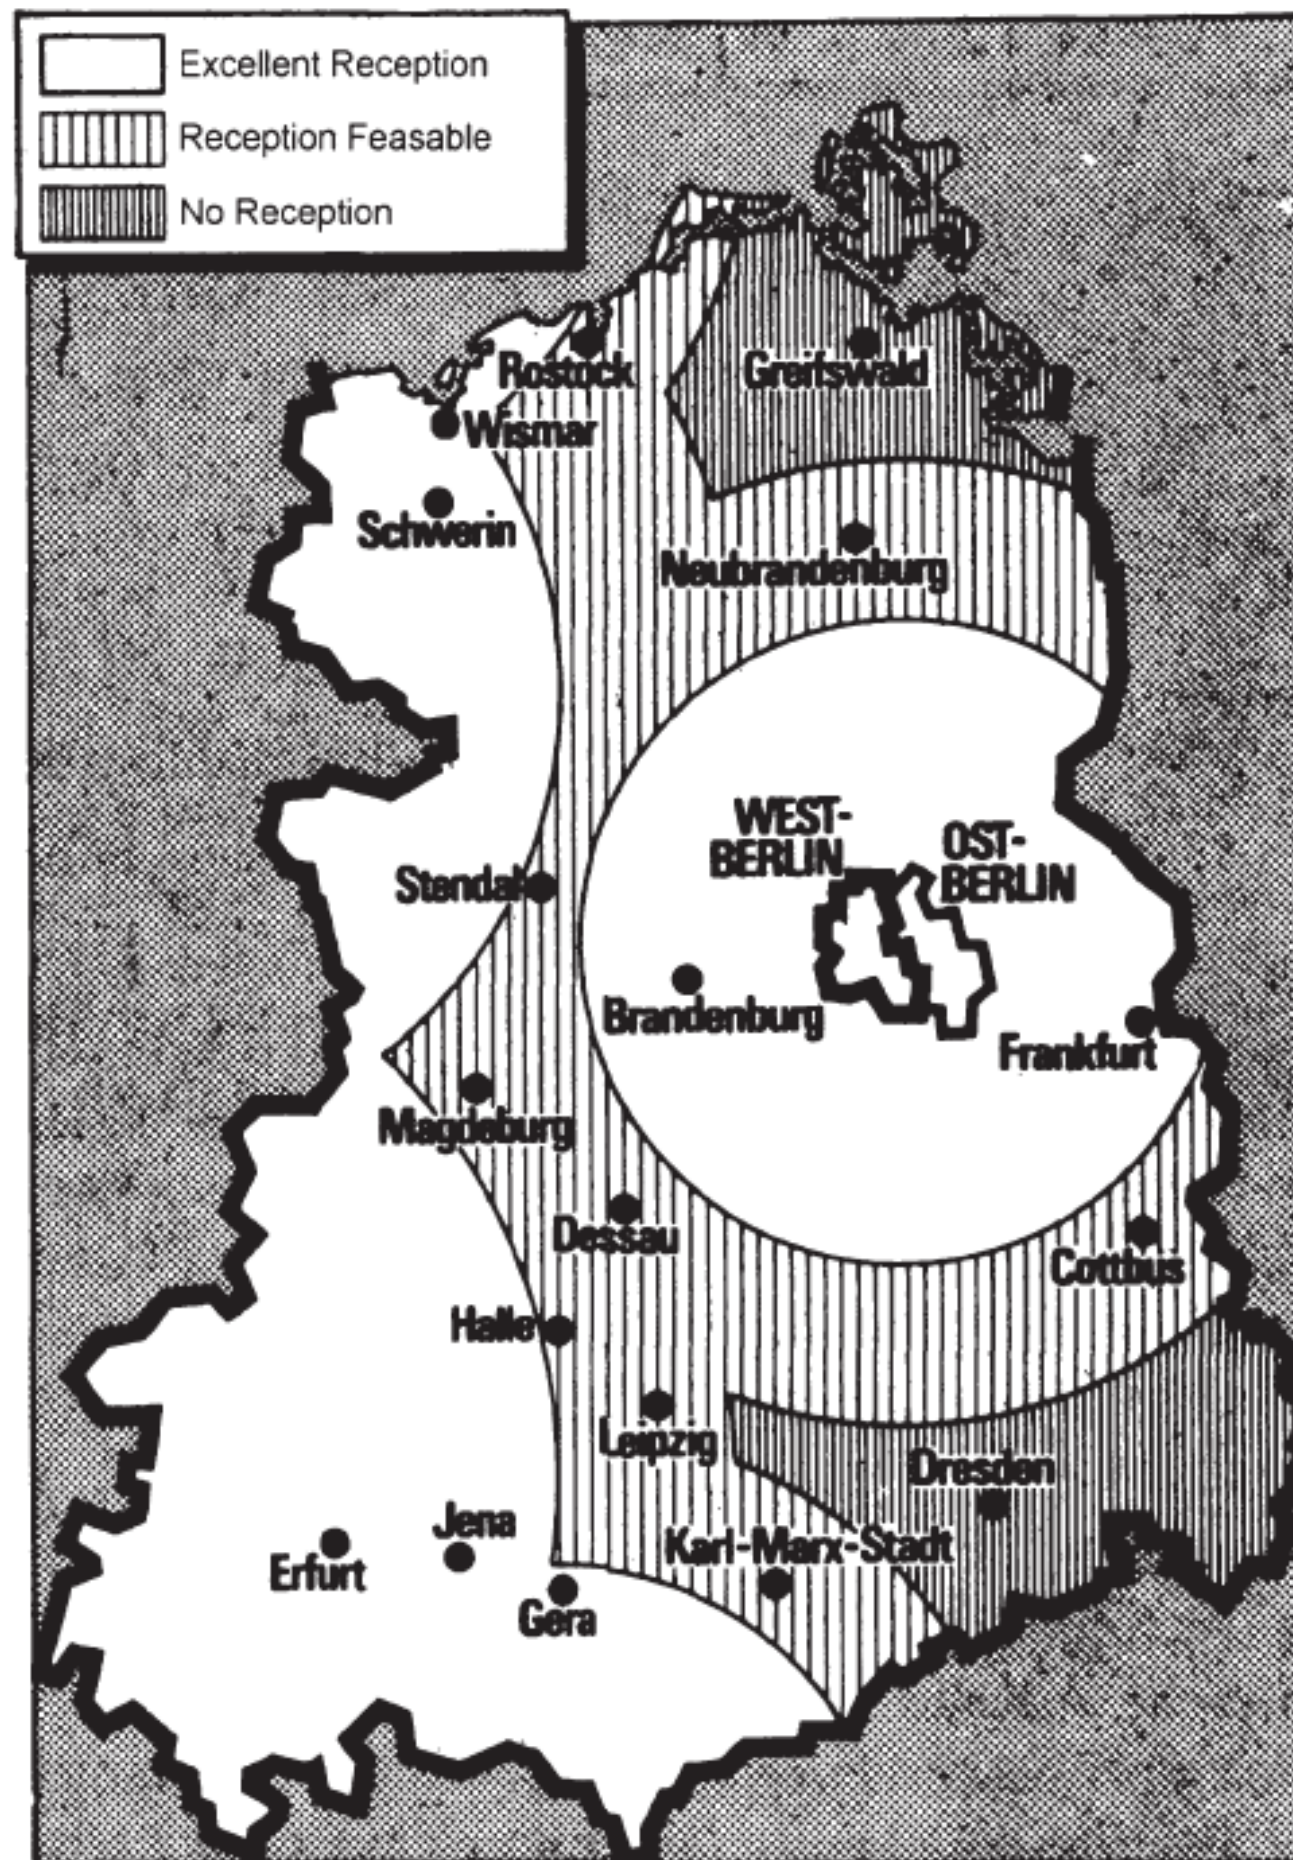 Excellent Reception
Reception Feasable
No Reception
Rostock
Greifswald
Wismar
Schwerin
Neubrandenburg
WEST-
BERLIN
OST-
BERLIN
Stendal
Brandenburg
Frankfurt
Magdeburg
Dessau
Cottbus
Halle
Leipzig
Dresden
Jena
Karl-Marx-Stadt
Erfurt
Gera